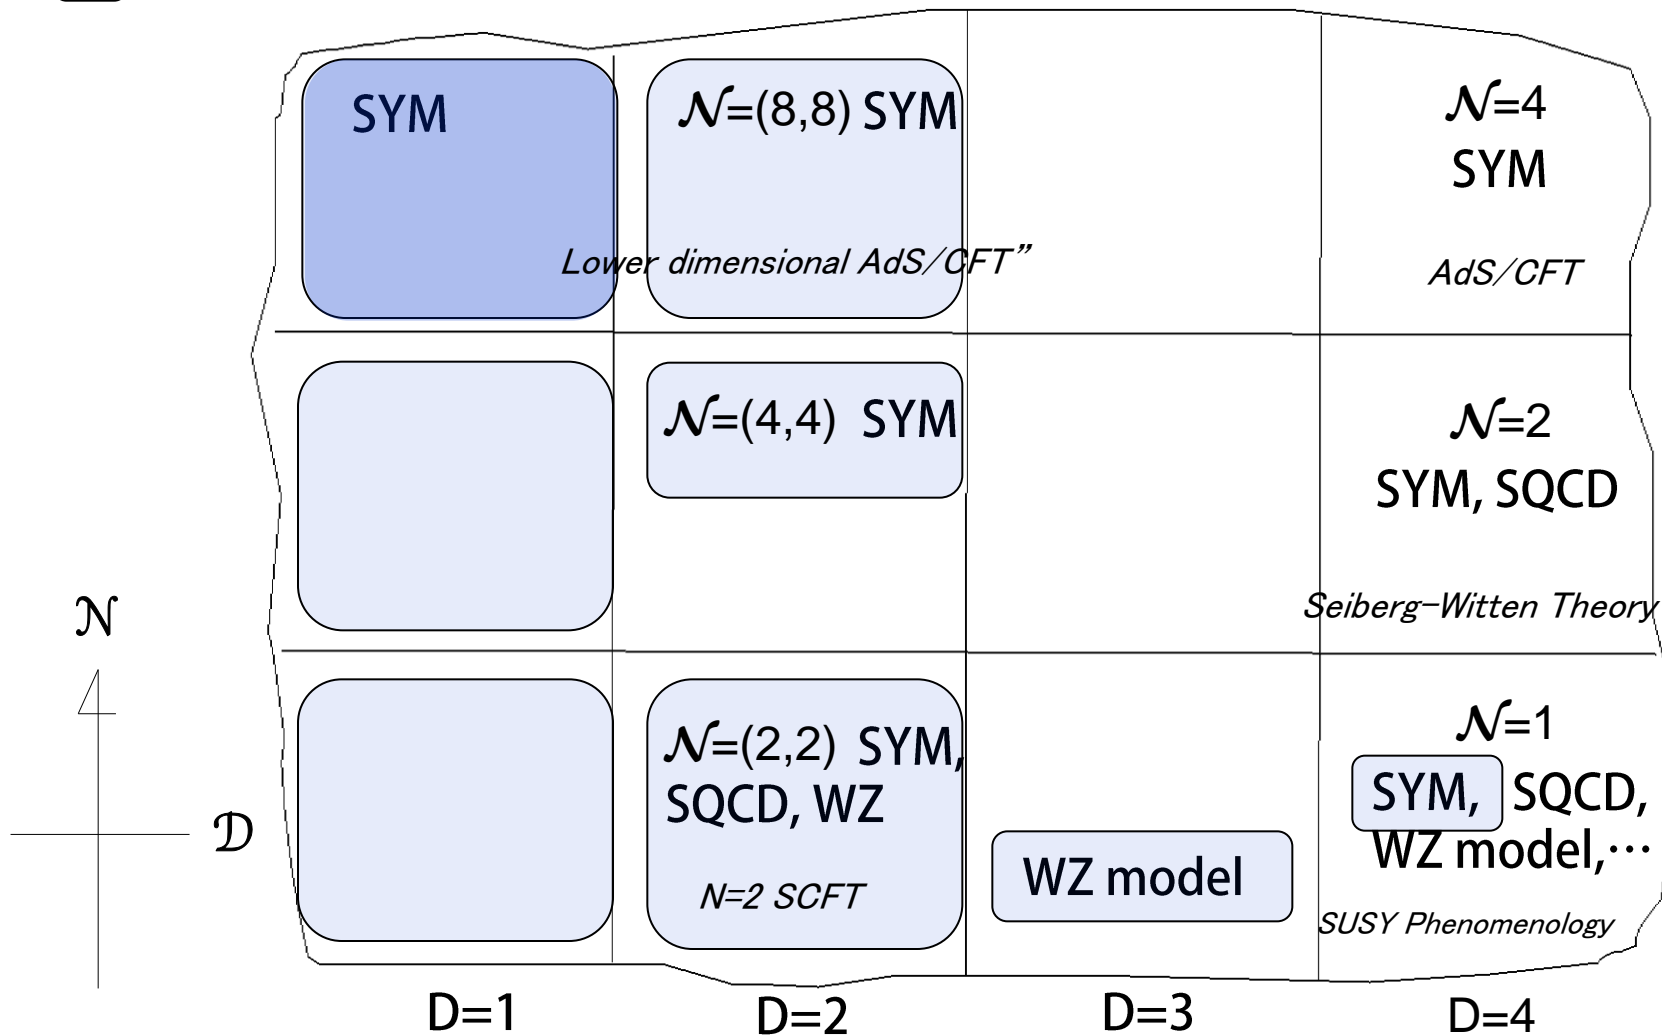 SYM
𝒩=(8,8) SYM
𝒩=4
SYM
Lower dimensional AdS/CFT”
AdS/CFT
𝒩=(4,4) SYM
𝒩=2
SYM, SQCD
Seiberg-Witten Theory
𝒩
𝒟
𝒩=(2,2) SYM,
SQCD, WZ
N=2 SCFT
WZ model
𝒩=1
SYM, SQCD,
WZ model,⋯
SUSY Phenomenology
D=1
D=2
D=3
D=4